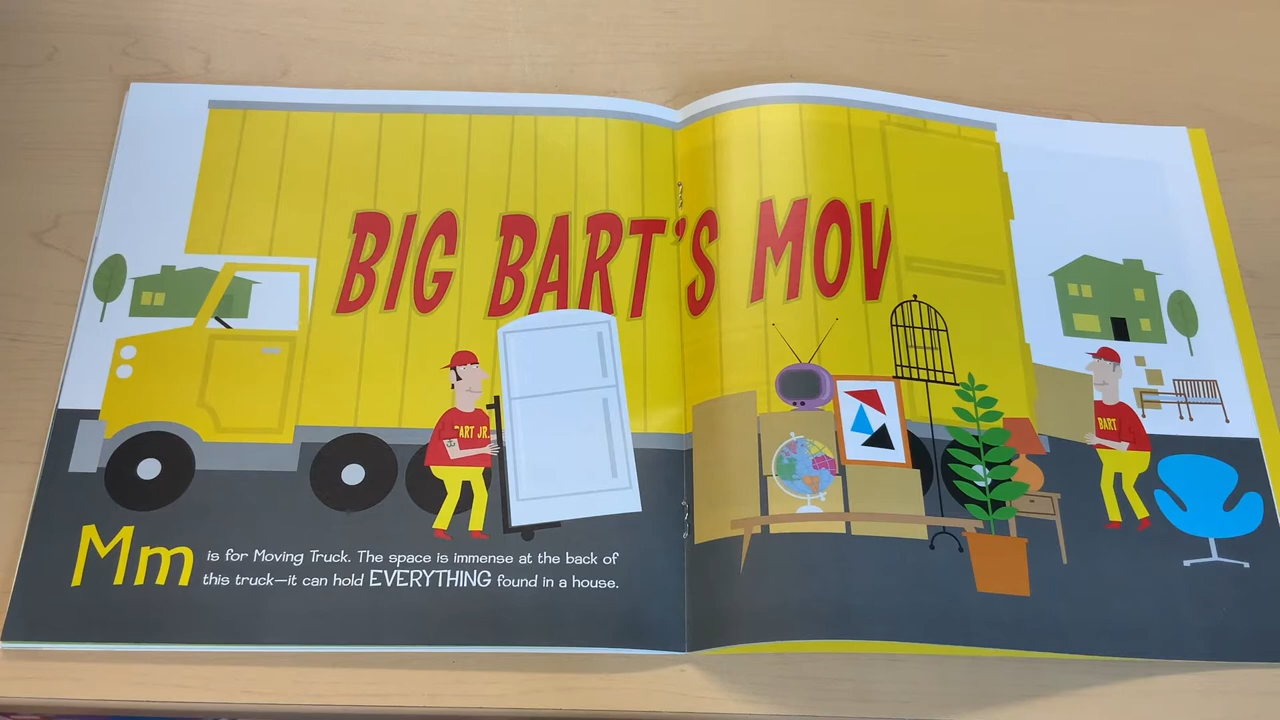 BIG BART'S MOV
ART JR.
BART
Mm is for Moving Truck. The space is immense at the back of
this truck—it can hold EVERYTHING found in a house.